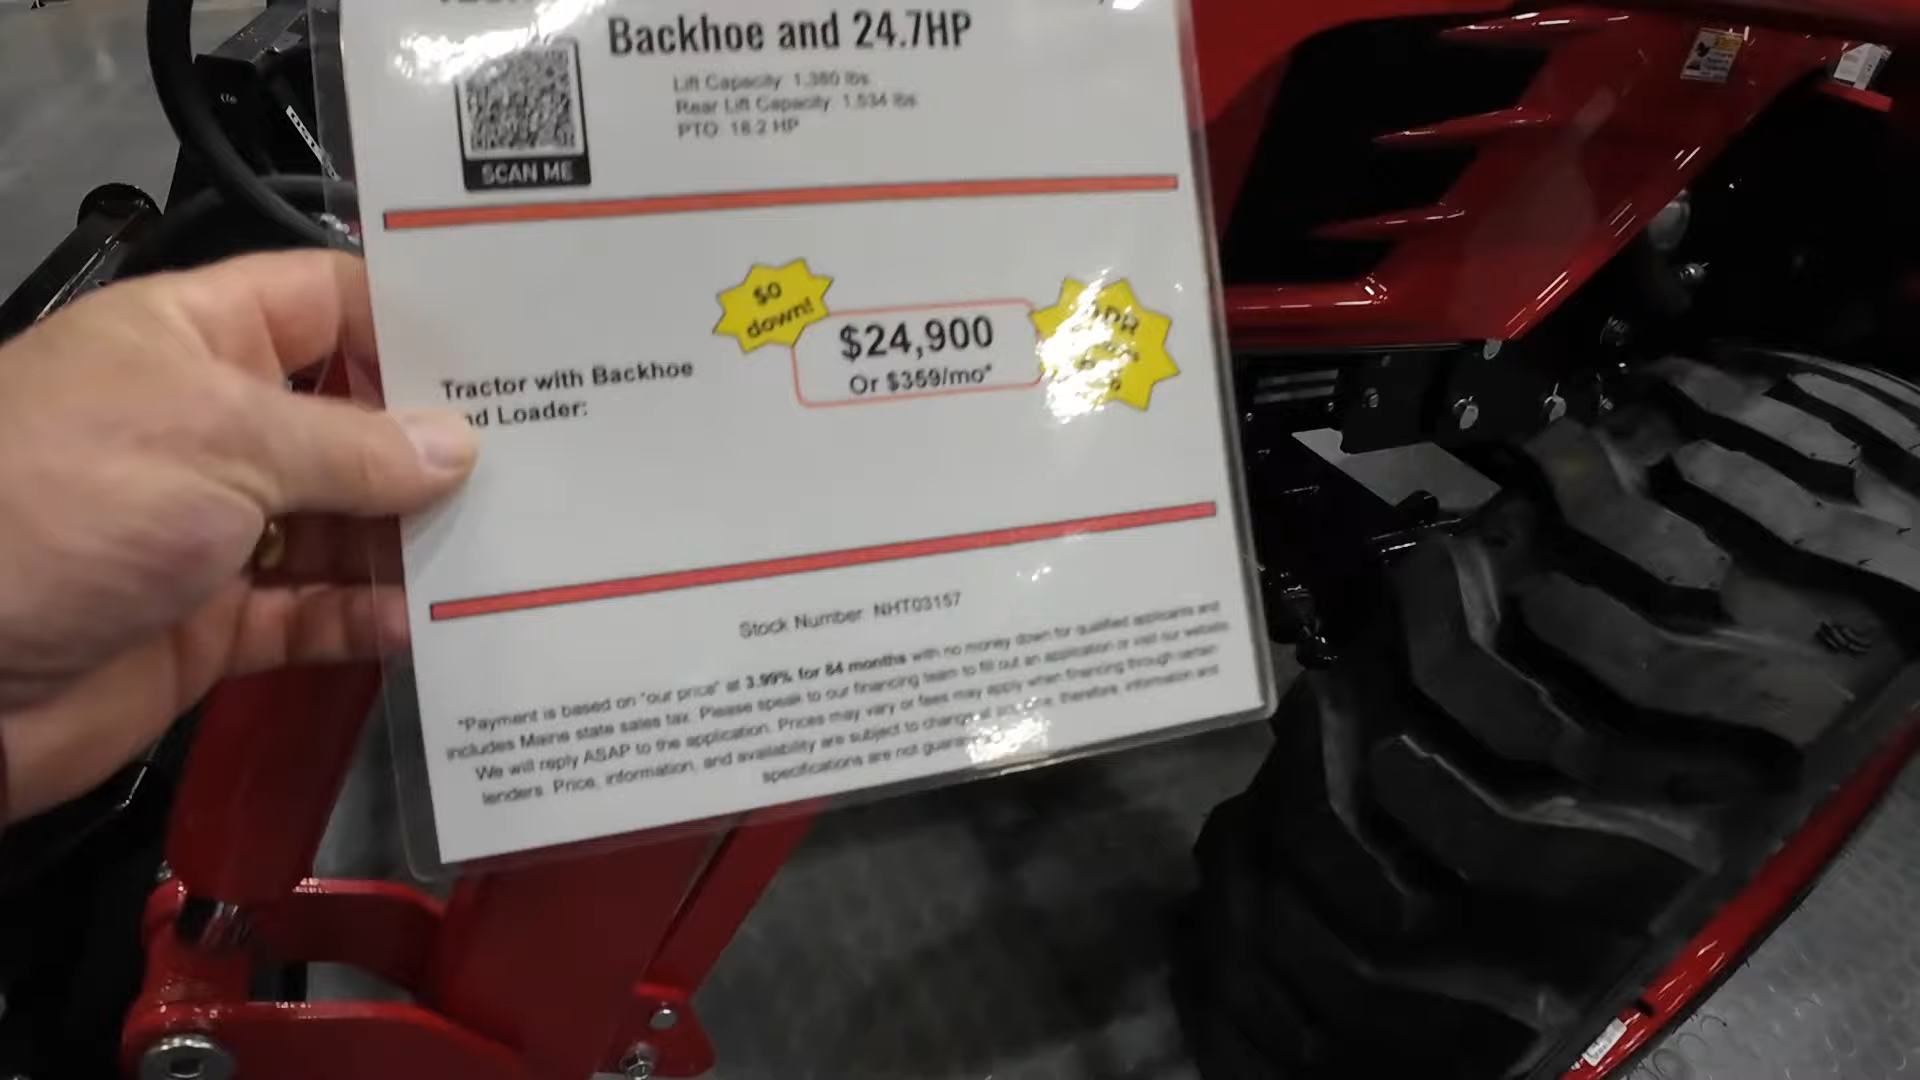 Backhoe and 24.7HP
Lift Capacity 1,380 lbs
Rear Lift Capacity 1,534 lbs
PTO 18.2 HP
SCAN ME
$0
down!
$24,900
Or $359/mo*
Tractor with Backhoe
nd Loader:
Stock Number NHT03157
*Payment is based on "our price" at 3.99% for 84 months with no money down for qualified applicants and
includes Maine state sales tax. Please speak to our financing team to fill out an application or visit our website
We will reply ASAP to the application. Prices may vary or fees may apply when financing through certain
lenders. Price, information, and availability are subject to change at therefore, information and
specifications are not